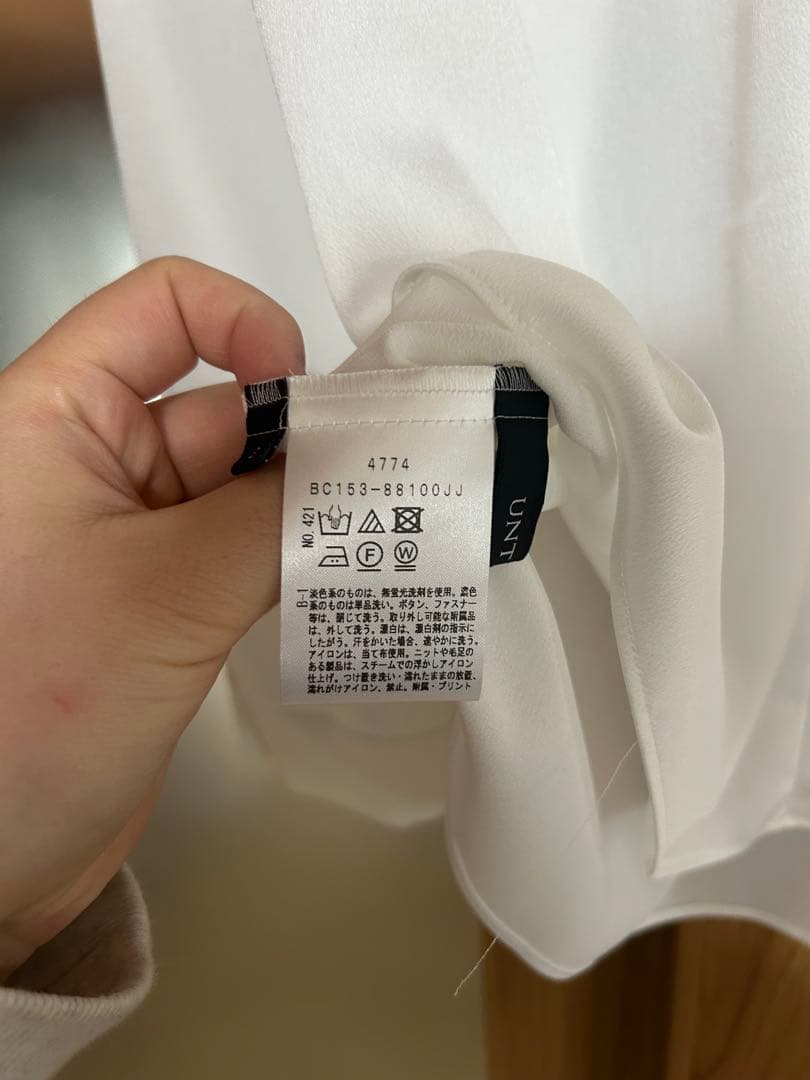 4774
BC153-88100JJ
NO.421
F
W
UNT
B-1
淡色系のものは、無蛍光洗剤を使用。濃色
系のものは単品洗い。ボタン、ファスナー
等は、閉じて洗う。取り外し可能な附属品
は、外して洗う。漂白は、漂白剤の指示に
したがう。汗をかいた場合、速やかに洗う。
アイロンは、当て布使用。ニットや毛足の
ある製品は、スチームでの浮かしアイロン
仕上げ。つけ置き洗い・濡れたままの放置、
濡れがけアイロン、禁止。附属・プリント